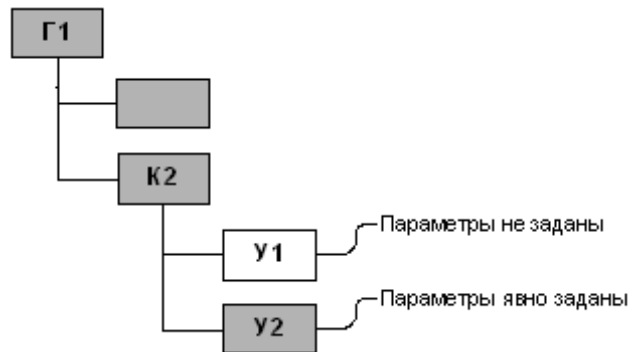 Г1
К2
У1
Параметры не заданы
У2
Параметры явно заданы